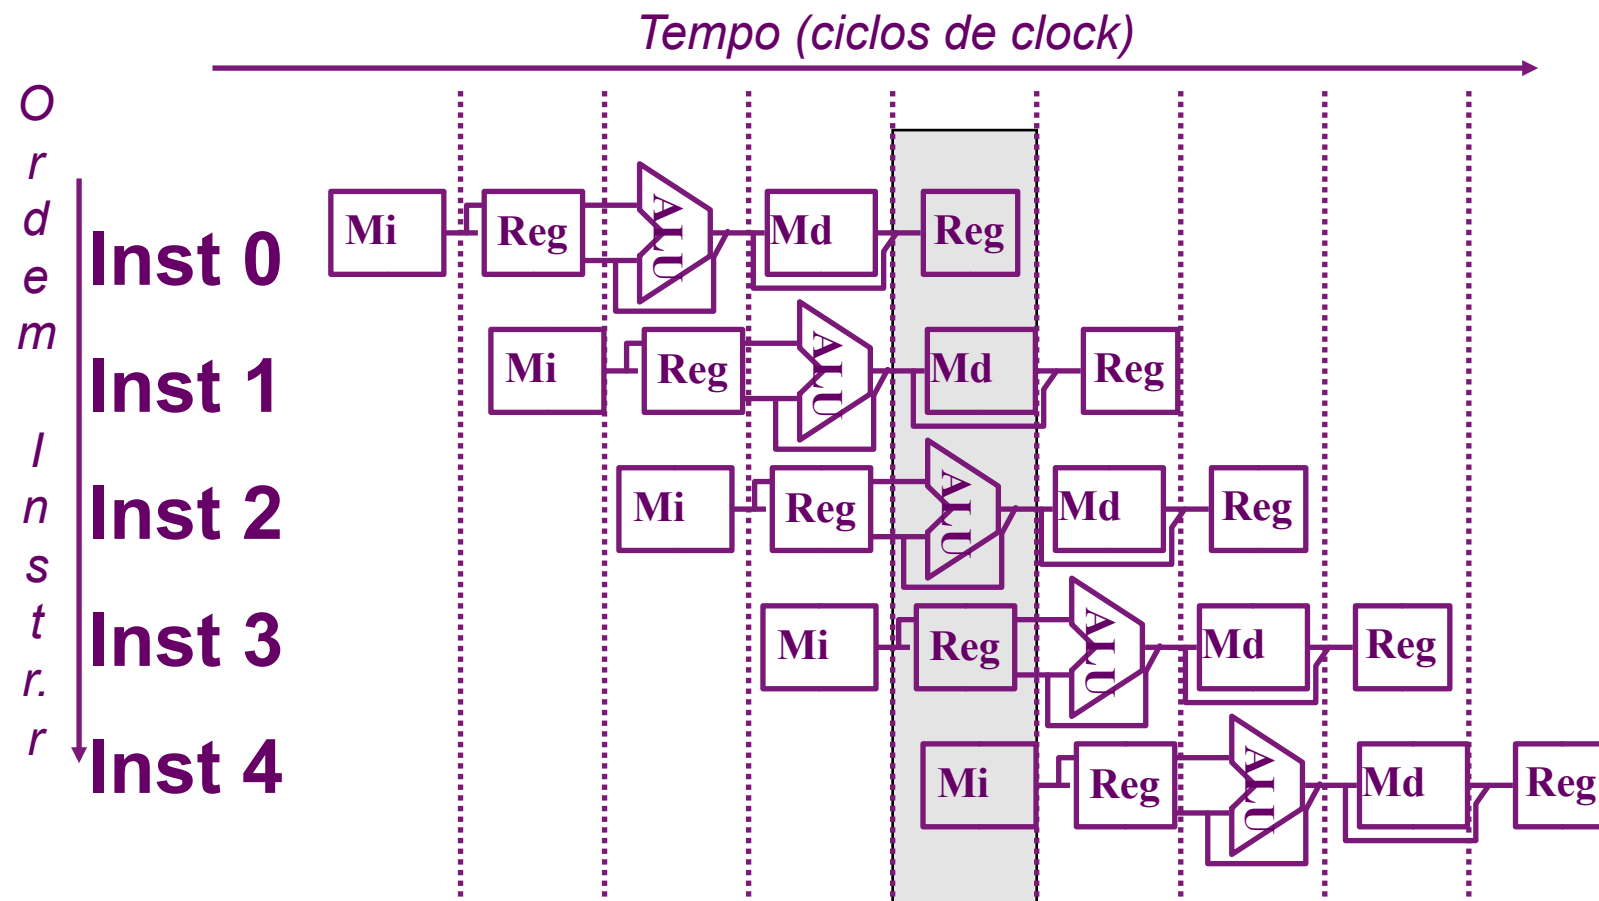 Tempo (ciclos de clock)
O
r
d
e
m
I
n
s
t
r.
r
Inst 0
Mi Reg ALU Md Reg
Inst 1
Mi Reg ALU Md Reg
Inst 2
Mi Reg ALU Md Reg
Inst 3
Mi Reg ALU Md Reg
Inst 4
Mi Reg ALU Md Reg